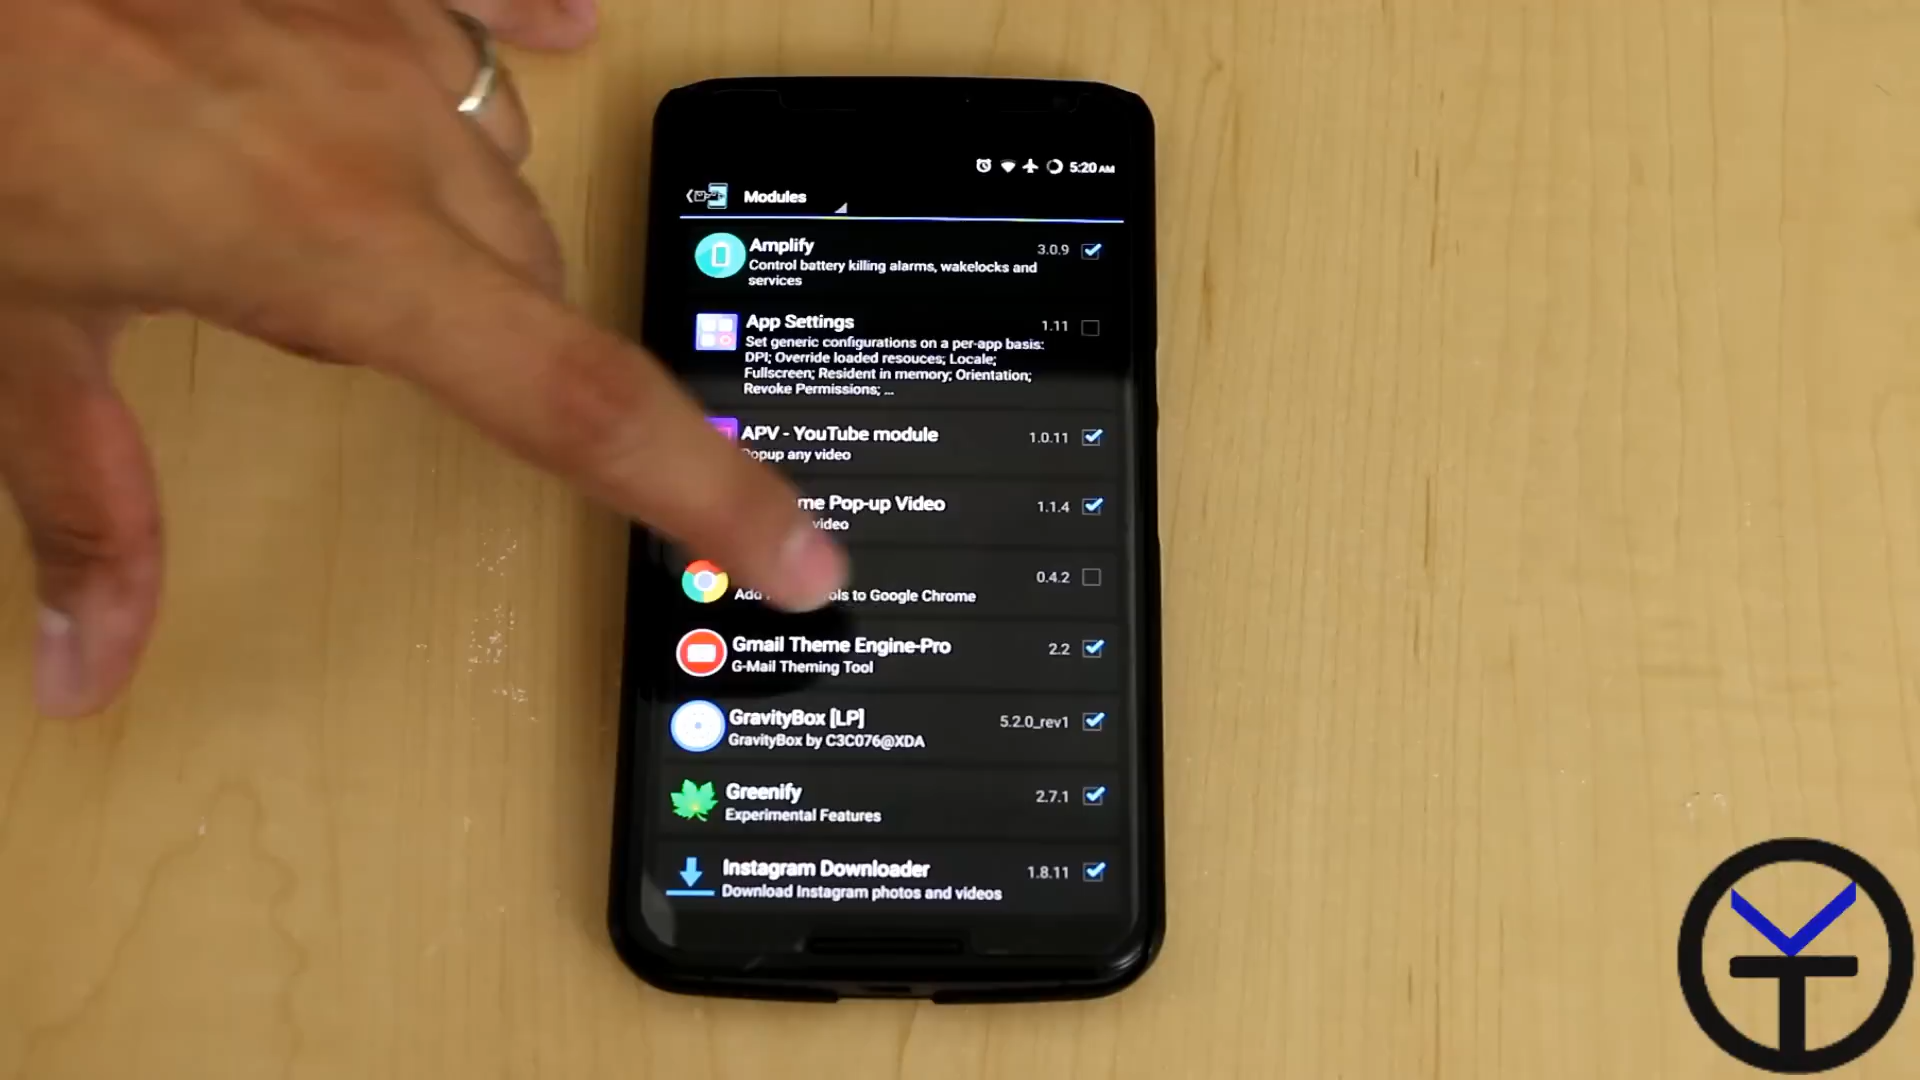 5:20 AM
Modules
Amplify
3.0.9
Control battery killing alarms, wakelocks and
services
App Settings
1.11
Set generic configurations on a per-app basis:
DPI; Override loaded resouces; Locale;
Fullscreen; Resident in memory; Orientation;
Revoke Permissions; ...
APV - YouTube module
1.0.11
any video
Pop-up Video
1.1.4
video
0.4.2
to Google Chrome
Gmail Theme Engine-Pro
2.2
G-Mail Theming Tool
GravityBox [LP]
5.2.0_rev1
GravityBox by C3C076@XDA
Greenify
2.7.1
Experimental Features
Instagram Downloader
1.8.11
Download Instagram photos and videos